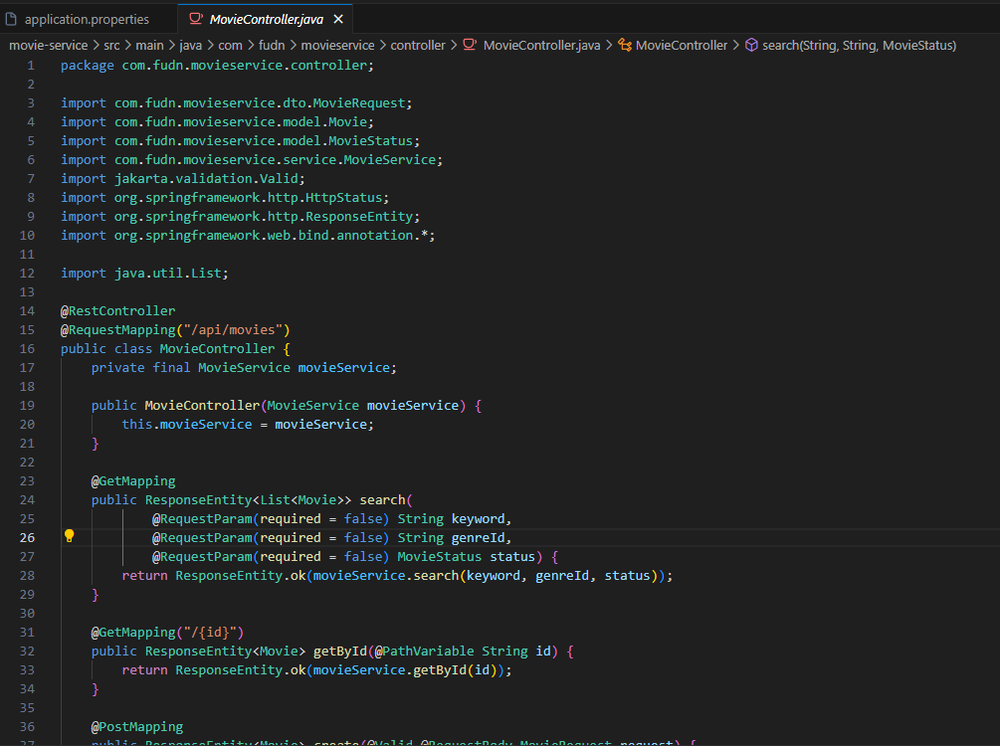 application.properties
MovieController.java
movie-service > src > main > java > com > fudn > movieservice > controller > MovieController.java > MovieController > search(String, String, MovieStatus)
1 package com.fudn.movieservice.controller;
2
3 import com.fudn.movieservice.dto.MovieRequest;
4 import com.fudn.movieservice.model.Movie;
5 import com.fudn.movieservice.model.MovieStatus;
6 import com.fudn.movieservice.service.MovieService;
7 import jakarta.validation.Valid;
8 import org.springframework.http.HttpStatus;
9 import org.springframework.http.ResponseEntity;
10 import org.springframework.web.bind.annotation.*;
11
12 import java.util.List;
13
14 @RestController
15 @RequestMapping("/api/movies")
16 public class MovieController {
17     private final MovieService movieService;
18
19     public MovieController(MovieService movieService) {
20         this.movieService = movieService;
21     }
22
23     @GetMapping
24     public ResponseEntity<List<Movie>> search(
25             @RequestParam(required = false) String keyword,
26             @RequestParam(required = false) String genreId,
27             @RequestParam(required = false) MovieStatus status) {
28         return ResponseEntity.ok(movieService.search(keyword, genreId, status));
29     }
30
31     @GetMapping("/{id}")
32     public ResponseEntity<Movie> getById(@PathVariable String id) {
33         return ResponseEntity.ok(movieService.getById(id));
34     }
35
36     @PostMapping
37     public ResponseEntity<Movie> create(@Valid @RequestBody MovieRequest request) {